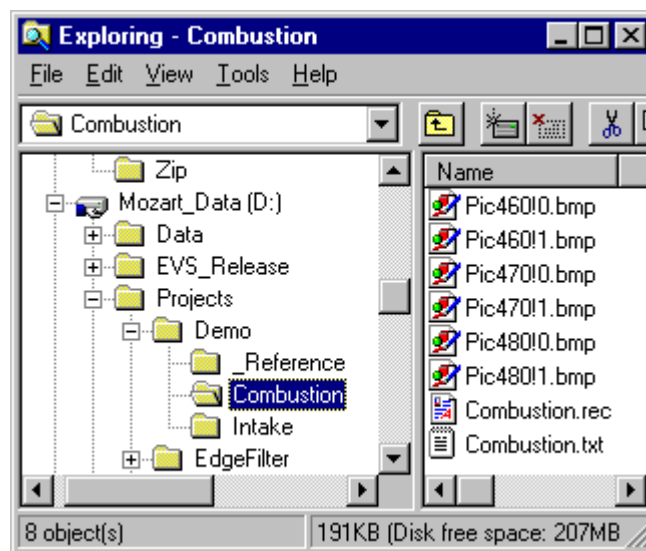 Exploring - Combustion
File Edit View Tools Help
Combustion
Zip
Mozart_Data (D:)
Data
EVS_Release
Projects
Demo
_Reference
Combustion
Intake
EdgeFilter
Name
Pic460!0.bmp
Pic460!1.bmp
Pic470!0.bmp
Pic470!1.bmp
Pic480!0.bmp
Pic480!1.bmp
Combustion.rec
Combustion.txt
8 object(s)
191KB (Disk free space: 207MB